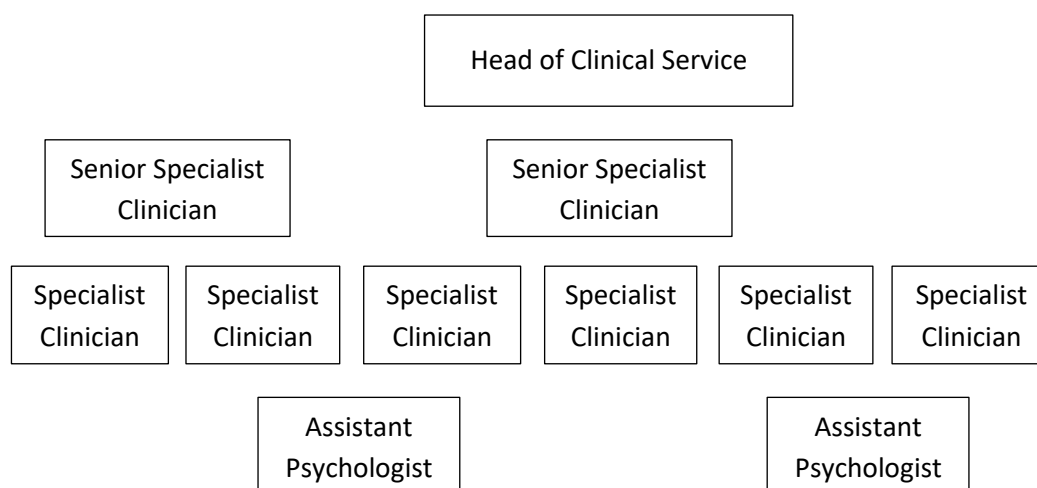 Head of Clinical Service
Senior Specialist
Clinician
Senior Specialist
Clinician
Specialist
Clinician
Specialist
Clinician
Specialist
Clinician
Specialist
Clinician
Specialist
Clinician
Specialist
Clinician
Assistant
Psychologist
Assistant
Psychologist